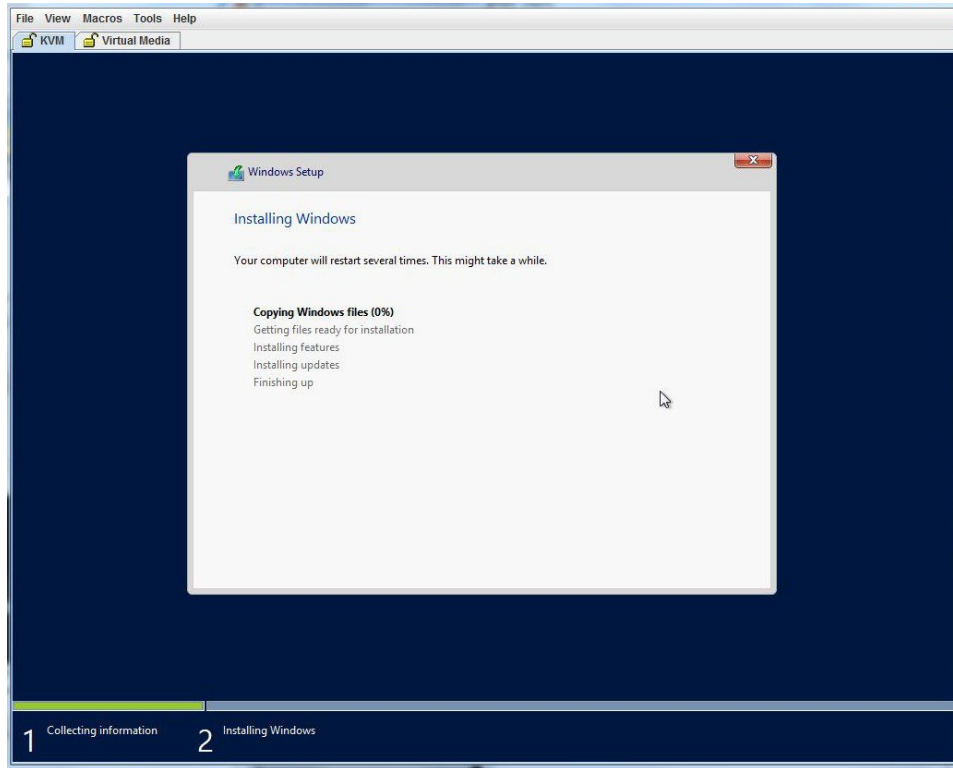 File View Macros Tools Help
KVM Virtual Media
Windows Setup
Installing Windows
Your computer will restart several times. This might take a while.
Copying Windows files (0%)
Getting files ready for installation
Installing features
Installing updates
Finishing up
1 Collecting information 2 Installing Windows